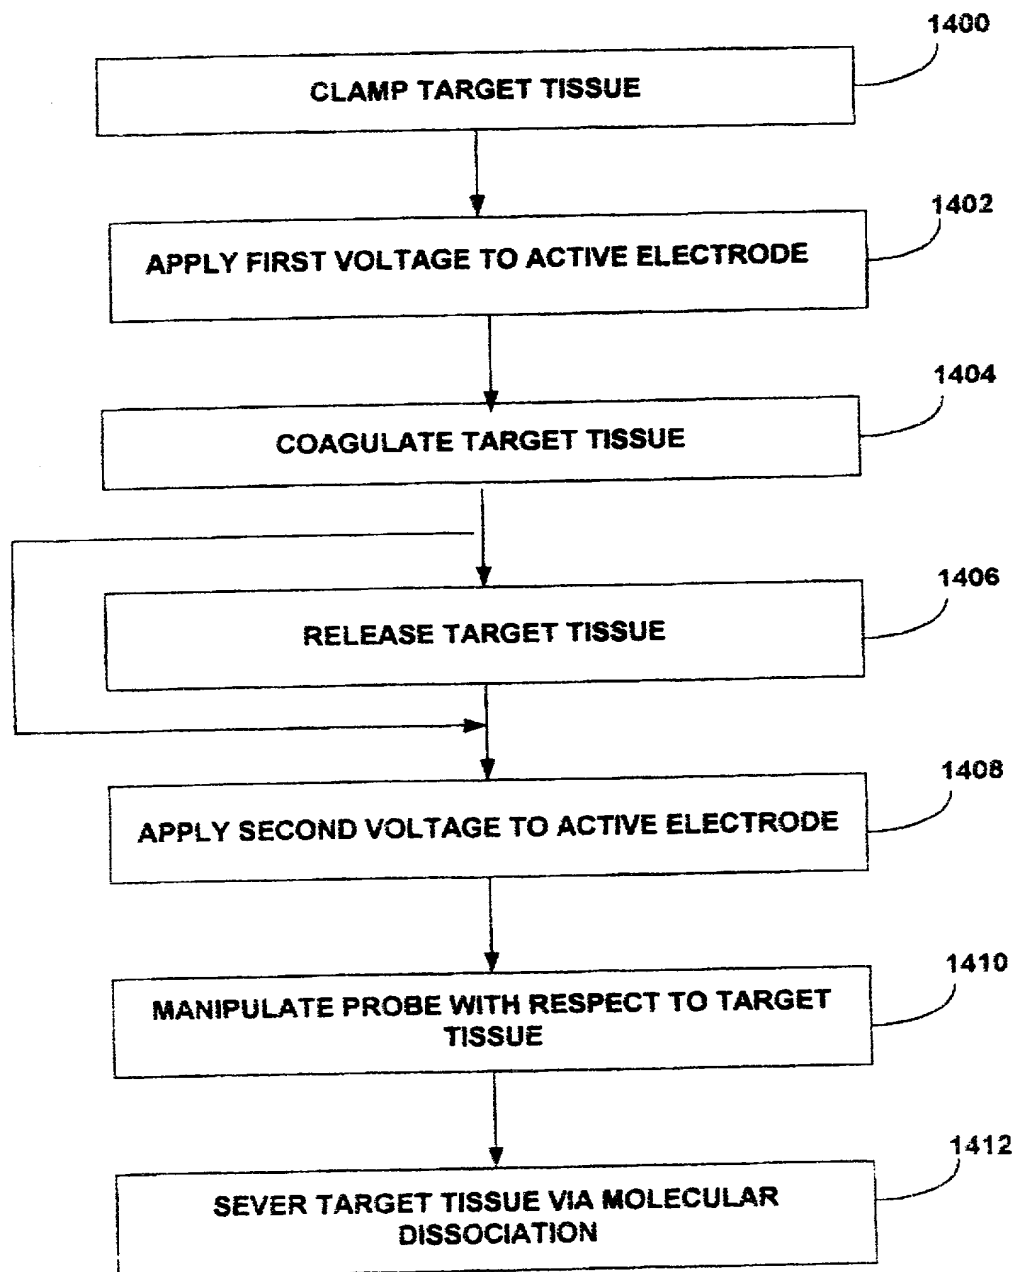 1400
CLAMP TARGET TISSUE
1402
APPLY FIRST VOLTAGE TO ACTIVE ELECTRODE
1404
COAGULATE TARGET TISSUE
1406
RELEASE TARGET TISSUE
1408
APPLY SECOND VOLTAGE TO ACTIVE ELECTRODE
1410
MANIPULATE PROBE WITH RESPECT TO TARGET
TISSUE
1412
SEVER TARGET TISSUE VIA MOLECULAR
DISSOCIATION